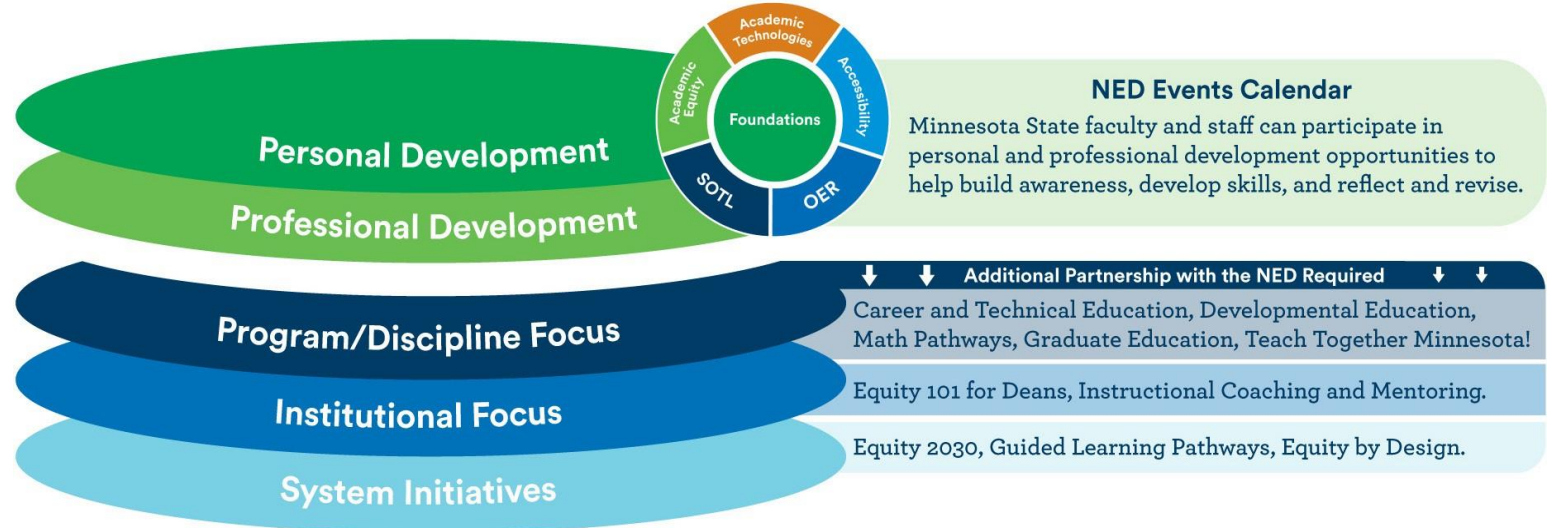 Personal Development
Professional Development
Academic
Technologies
Academic
Equity
Accessibility
Foundations
SOTL
OER
NED Events Calendar
Minnesota State faculty and staff can participate in
personal and professional development opportunities to
help build awareness, develop skills, and reflect and revise.
Additional Partnership with the NED Required
Program/Discipline Focus
Career and Technical Education, Developmental Education,
Math Pathways, Graduate Education, Teach Together Minnesota!
Institutional Focus
Equity 101 for Deans, Instructional Coaching and Mentoring.
System Initiatives
Equity 2030, Guided Learning Pathways, Equity by Design.